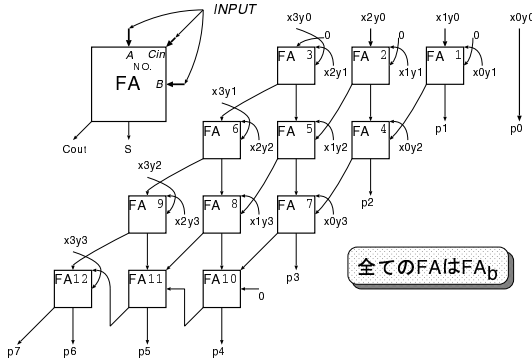 INPUT
A
Cin
NO.
FA
B
Cout
S
x3y0
x2y0
x1y0
x0y0
0
0
0
FA 3
FA 2
FA 1
x2y1
x1y1
x0y1
p1
p0
x3y1
FA 6
FA 5
FA 4
x2y2
x1y2
x0y2
p2
x3y2
FA 9
FA 8
FA 7
x2y3
x1y3
x0y3
p3
x3y3
FA12
FA11
FA10
0
p7
p6
p5
p4
全てのFAはFAb